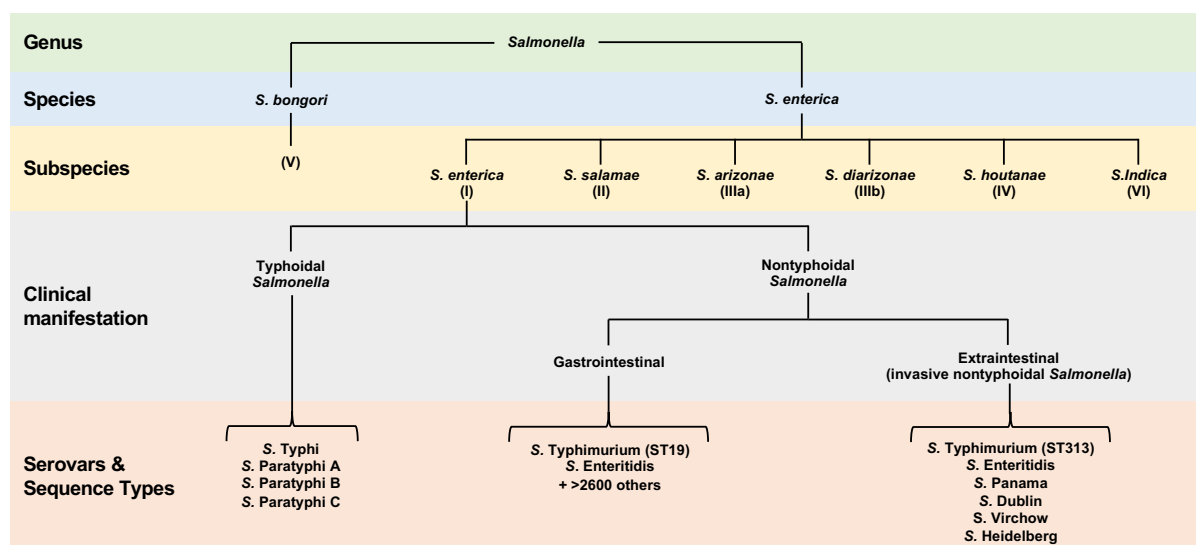 Genus
Salmonella
Species
S. bongori
S. enterica
Subspecies
(V)
S. enterica
(I)
S. salamae
(II)
S. arizonae
(IIIa)
S. diarizonae
(IIIb)
S. houtanae
(IV)
S.Indica
(VI)
Clinical
manifestation
Typhoidal
Salmonella
Nontyphoidal
Salmonella
Gastrointestinal
Extraintestinal
(invasive nontyphoidal Salmonella)
Serovars &
Sequence Types
S. Typhi
S. Paratyphi A
S. Paratyphi B
S. Paratyphi C
S. Typhimurium (ST19)
S. Enteritidis
+ >2600 others
S. Typhimurium (ST313)
S. Enteritidis
S. Panama
S. Dublin
S. Virchow
S. Heidelberg